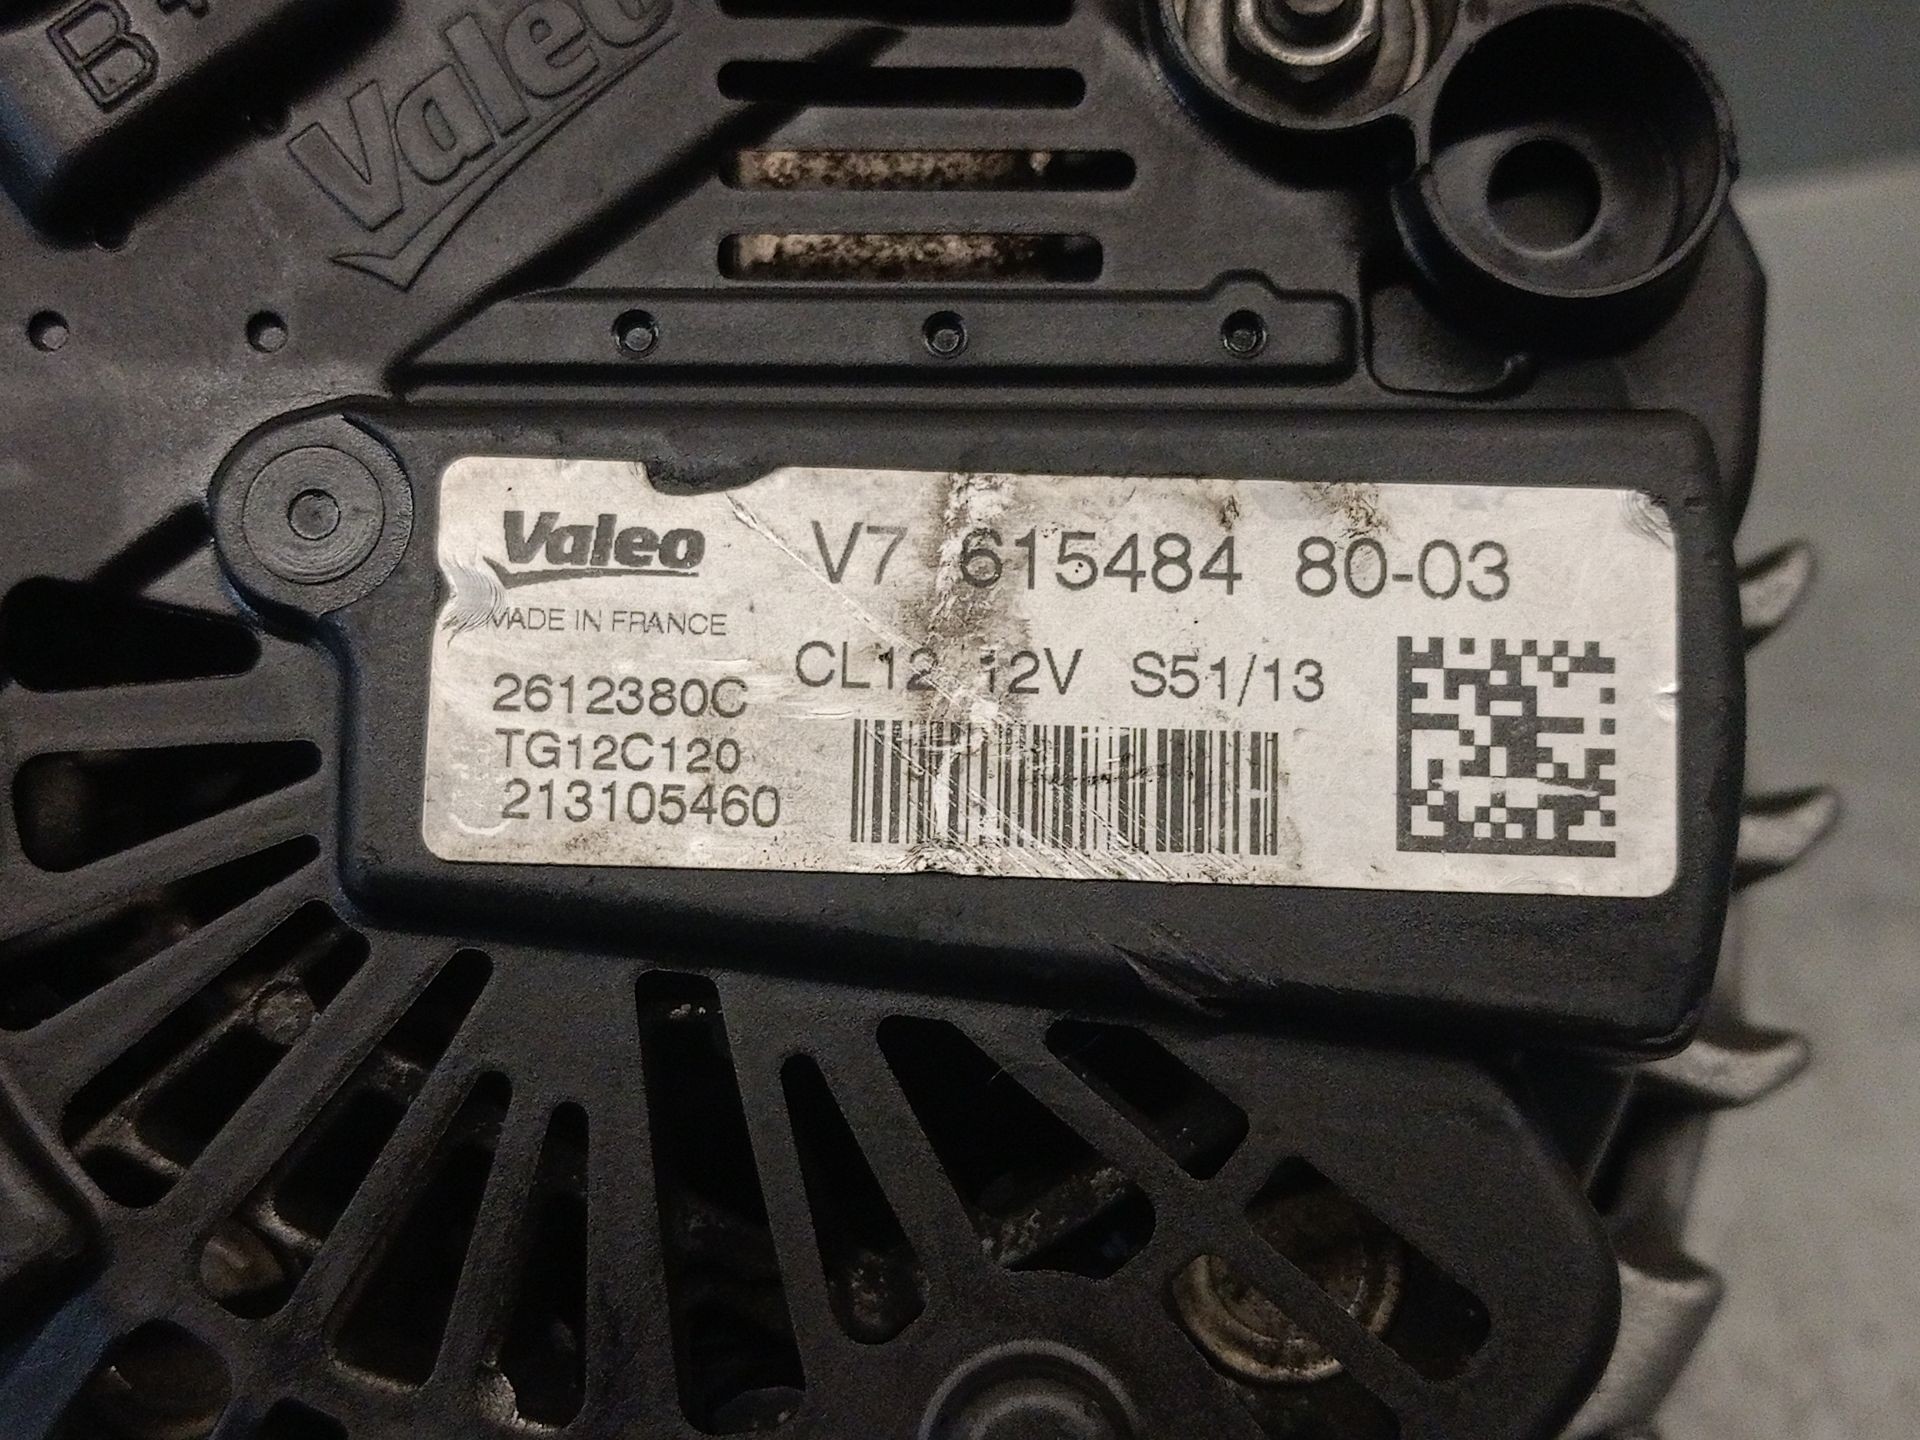 B+
Valeo
Valeo V7 615484 80-03
MADE IN FRANCE
CL12 12V S51/13
2612380C
TG12C120
213105460